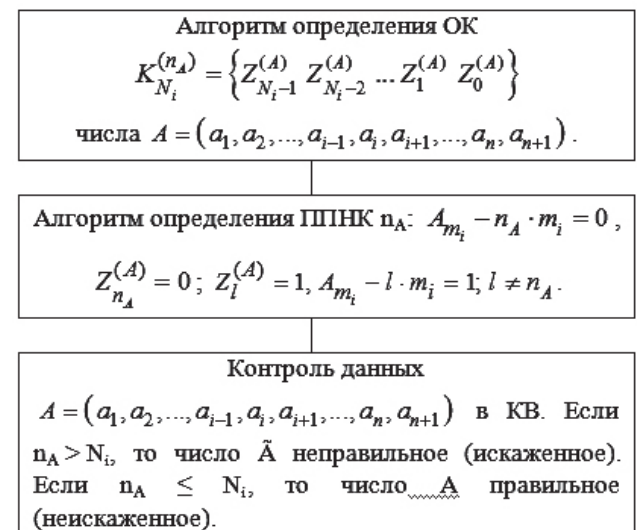 Алгоритм определения ОК
K_{N_i}^{(n_A)} = {Z_{N_i-1}^{(A)} Z_{N_i-2}^{(A)} ... Z_1^{(A)} Z_0^{(A)}}
числа A = (a_1, a_2, ..., a_{i-1}, a_i, a_{i+1}, ..., a_n, a_{n+1}) .
Алгоритм определения ППНК n_A: A_{m_i} − n_A · m_i = 0 ,
Z_{n_A}^{(A)} = 0 ; Z_l^{(A)} = 1, A_{m_i} − l · m_i = 1; l ≠ n_A .
Контроль данных
A = (a_1, a_2, ..., a_{i-1}, a_i, a_{i+1}, ..., a_n, a_{n+1}) в КВ. Если
n_A > N_i, то число Ã неправильное (искаженное).
Если n_A ≤ N_i, то число A правильное
(неискаженное).